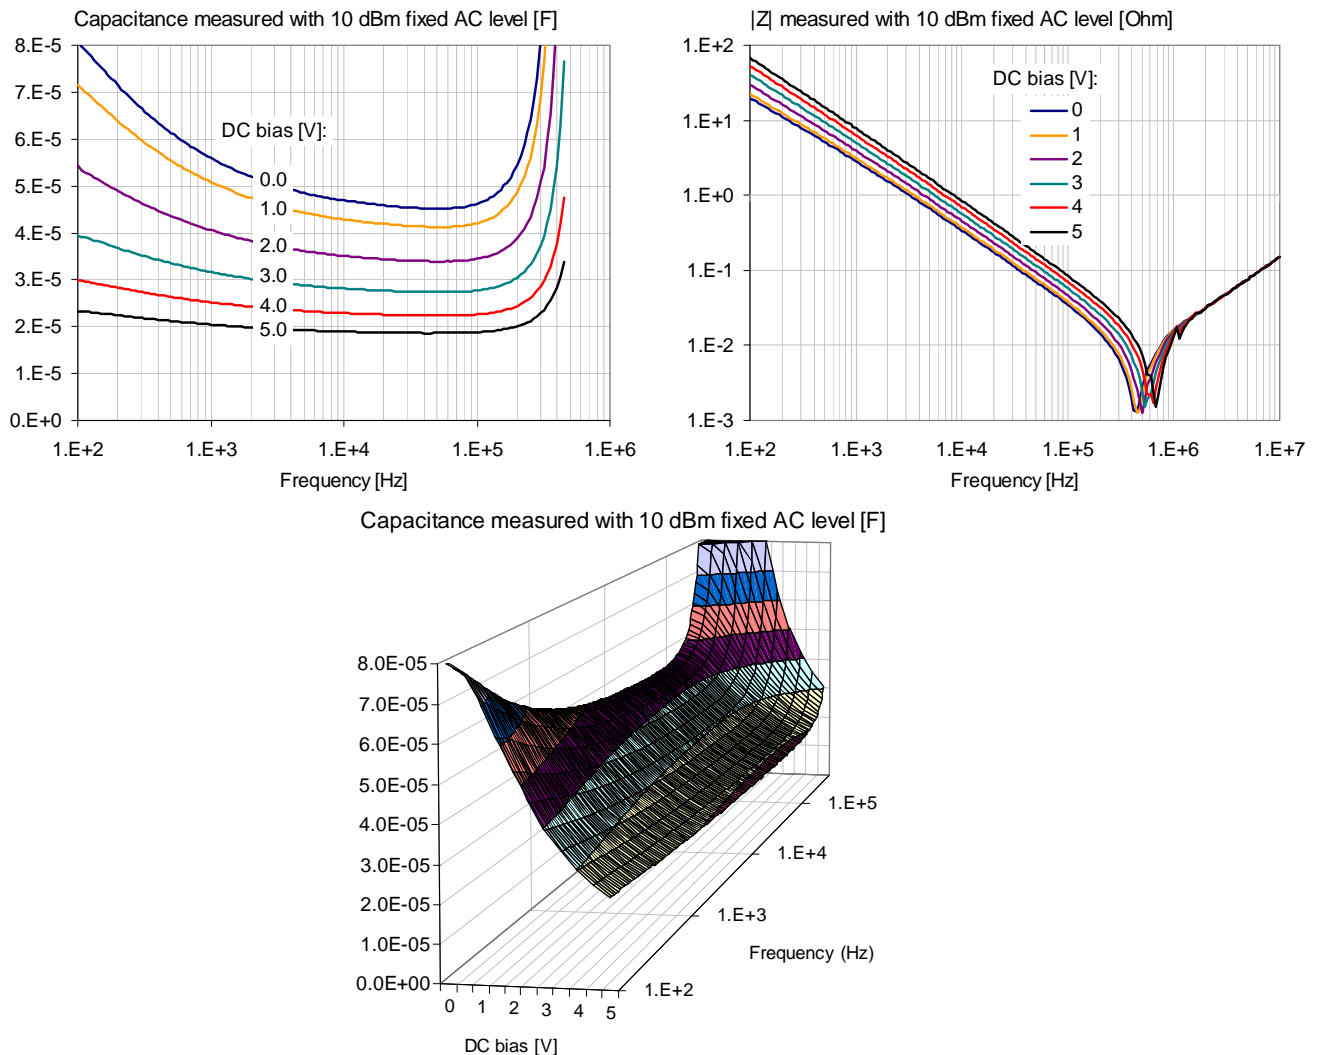 Capacitance measured with 10 dBm fixed AC level [F]
8.E-5
7.E-5
6.E-5
5.E-5
4.E-5
3.E-5
2.E-5
1.E-5
0.E+0
DC bias [V]:
0.0
1.0
2.0
3.0
4.0
5.0
1.E+2 1.E+3 1.E+4 1.E+5 1.E+6
Frequency [Hz]
|Z| measured with 10 dBm fixed AC level [Ohm]
1.E+2
1.E+1
1.E+0
1.E-1
1.E-2
1.E-3
DC bias [V]:
0
1
2
3
4
5
1.E+2 1.E+3 1.E+4 1.E+5 1.E+6 1.E+7
Frequency [Hz]
Capacitance measured with 10 dBm fixed AC level [F]
8.0E-05
7.0E-05
6.0E-05
5.0E-05
4.0E-05
3.0E-05
2.0E-05
1.0E-05
0.0E+00
0 1 2 3 4 5
DC bias [V]
1.E+5
1.E+4
1.E+3
1.E+2
Frequency (Hz)